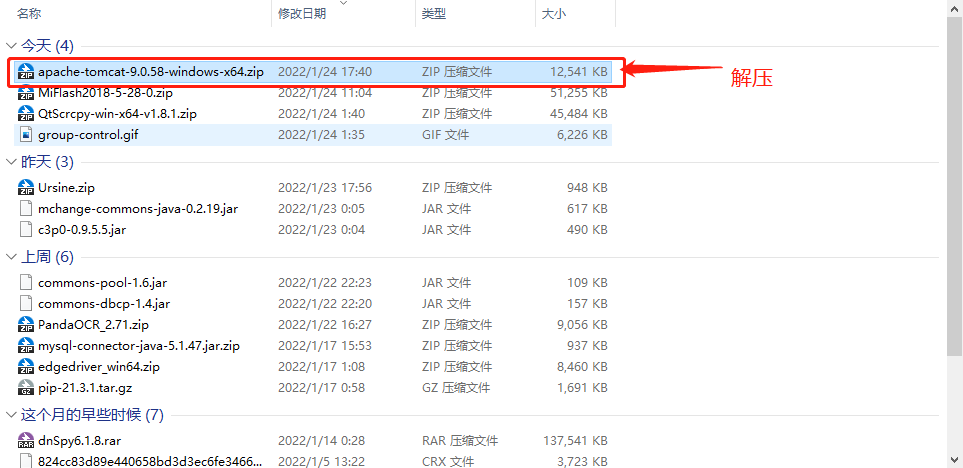 名称 修改日期 类型 大小
今天 (4)
apache-tomcat-9.0.58-windows-x64.zip 2022/1/24 17:40 ZIP 压缩文件 12,541 KB
解压
MiFlash2018-5-28-0.zip 2022/1/24 11:04 ZIP 压缩文件 51,255 KB
QtScrcpy-win-x64-v1.8.1.zip 2022/1/24 1:40 ZIP 压缩文件 45,484 KB
group-control.gif 2022/1/24 1:35 GIF 文件 6,226 KB
昨天 (3)
Ursine.zip 2022/1/23 17:56 ZIP 压缩文件 948 KB
mchange-commons-java-0.2.19.jar 2022/1/23 0:05 JAR 文件 617 KB
c3p0-0.9.5.5.jar 2022/1/23 0:04 JAR 文件 490 KB
上周 (6)
commons-pool-1.6.jar 2022/1/22 22:23 JAR 文件 109 KB
commons-dbcp-1.4.jar 2022/1/22 22:20 JAR 文件 157 KB
PandaOCR_2.71.zip 2022/1/22 16:27 ZIP 压缩文件 9,056 KB
mysql-connector-java-5.1.47.jar.zip 2022/1/17 15:53 ZIP 压缩文件 937 KB
edgedriver_win64.zip 2022/1/17 1:08 ZIP 压缩文件 8,460 KB
pip-21.3.1.tar.gz 2022/1/17 0:58 GZ 压缩文件 1,691 KB
这个月的早些时候 (7)
dnSpy6.1.8.rar 2022/1/14 0:28 RAR 压缩文件 137,541 KB
824cc83d89e440658bd3d3ec6fe3466... 2022/1/5 13:22 CRX 文件 3,723 KB